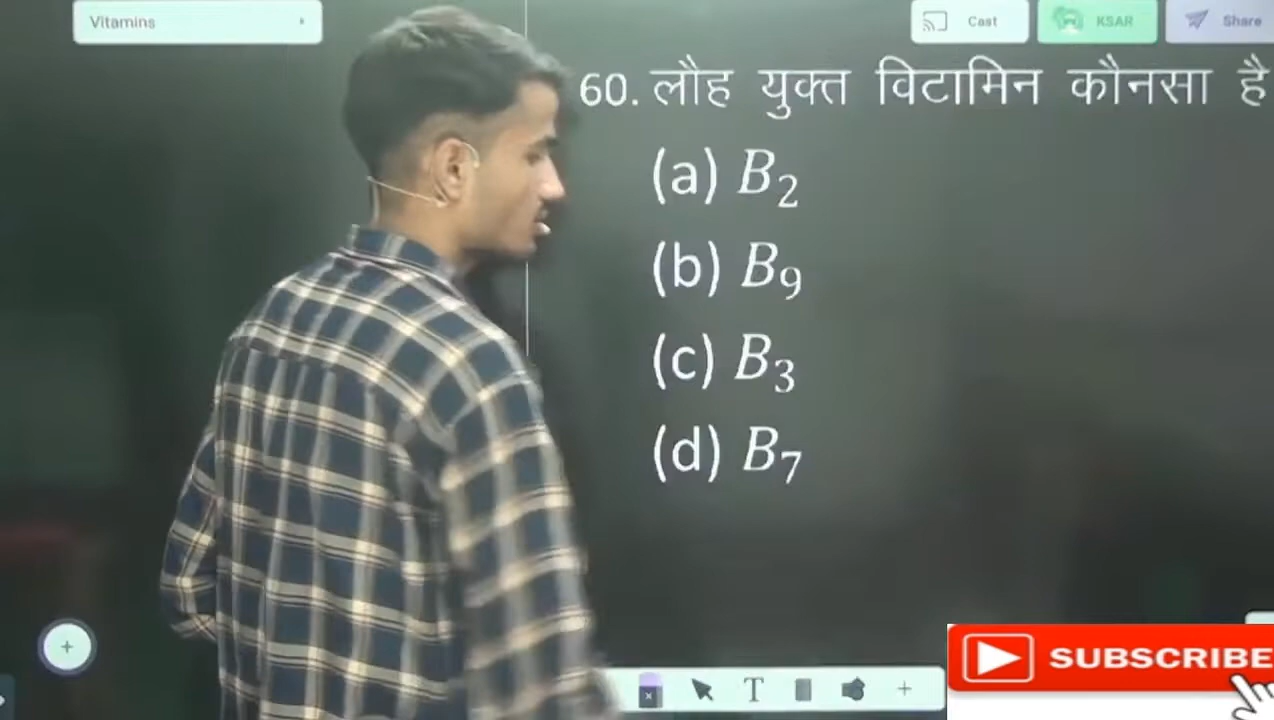 Vitamins
Cast
KSAR
Share
60. लौह युक्त विटामिन कौनसा है
(a) B₂
(b) B₉
(c) B₃
(d) B₇
T
SUBSCRIBE